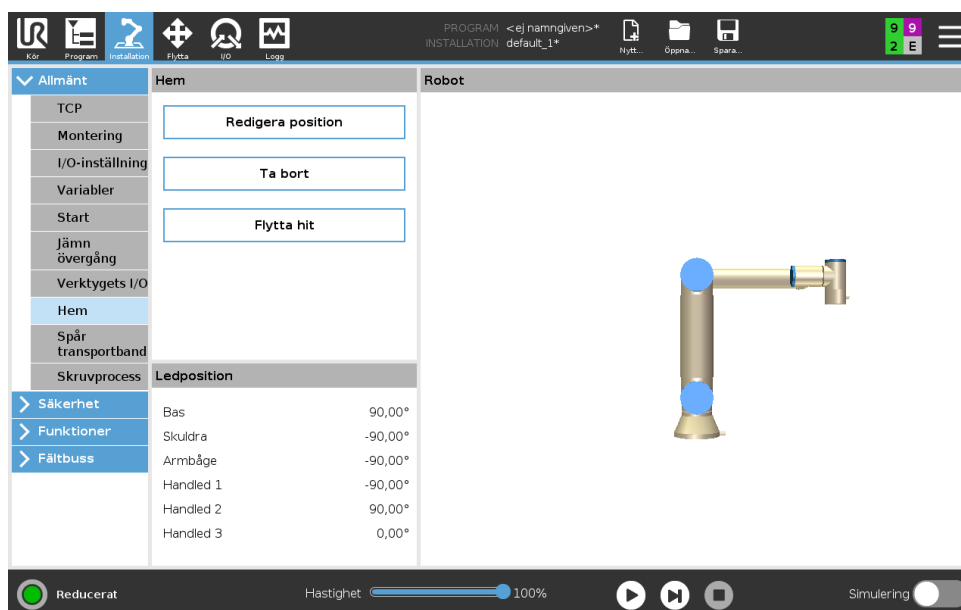 UR
Kör
Program
Installation
Flytta
I/O
Logg
PROGRAM <ej namngiven>*
INSTALLATION default_1*
Nytt...
Öppna...
Spara...
9 9
2 E
Allmänt
TCP
Montering
I/O-inställning
Variabler
Start
Jämn
övergång
Verktygets I/O
Hem
Spår
transportband
Skruvprocess
Säkerhet
Funktioner
Fältbuss
Hem
Redigera position
Ta bort
Flytta hit
Ledposition
Bas 90,00°
Skuldra -90,00°
Armbåge -90,00°
Handled 1 -90,00°
Handled 2 90,00°
Handled 3 0,00°
Robot
Reducerat
Hastighet 100%
Simulering